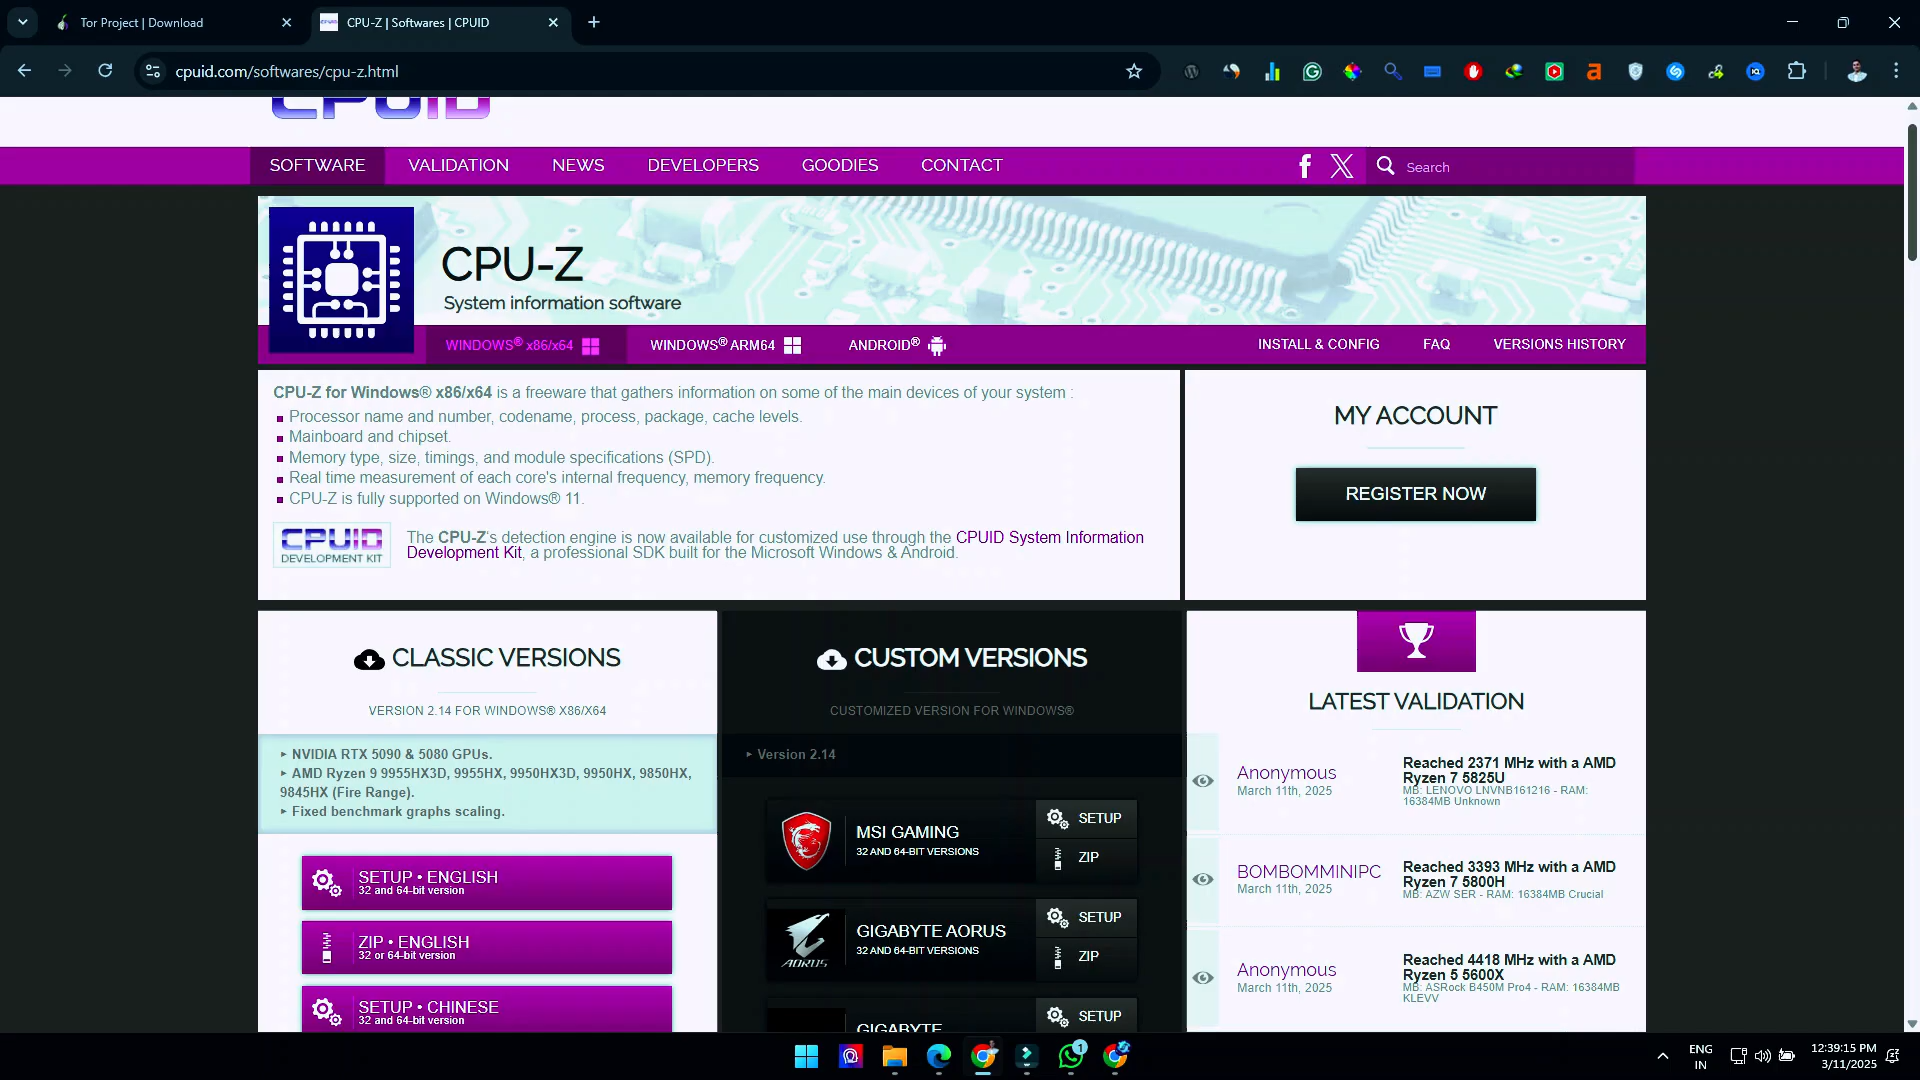 Tor Project | Download
CPU-Z | Softwares | CPUID
cpuid.com/softwares/cpu-z.html
CPUID
SOFTWARE
VALIDATION
NEWS
DEVELOPERS
GOODIES
CONTACT
Search
CPU-Z
System information software
WINDOWS® x86/x64
WINDOWS® ARM64
ANDROID®
INSTALL & CONFIG
FAQ
VERSIONS HISTORY
CPU-Z for Windows® x86/x64 is a freeware that gathers information on some of the main devices of your system :
Processor name and number, codename, process, package, cache levels.
Mainboard and chipset.
Memory type, size, timings, and module specifications (SPD).
Real time measurement of each core's internal frequency, memory frequency.
CPU-Z is fully supported on Windows® 11.
CPUID
DEVELOPMENT KIT
The CPU-Z's detection engine is now available for customized use through the CPUID System Information
Development Kit, a professional SDK built for the Microsoft Windows & Android.
MY ACCOUNT
REGISTER NOW
CLASSIC VERSIONS
VERSION 2.14 FOR WINDOWS® X86/X64
▸ NVIDIA RTX 5090 & 5080 GPUs.
▸ AMD Ryzen 9 9955HX3D, 9955HX, 9950HX3D, 9950HX, 9850HX,
9845HX (Fire Range).
▸ Fixed benchmark graphs scaling.
SETUP • ENGLISH
32 and 64-bit version
ZIP • ENGLISH
32 or 64-bit version
SETUP • CHINESE
32 and 64-bit version
CUSTOM VERSIONS
CUSTOMIZED VERSION FOR WINDOWS®
▸ Version 2.14
MSI GAMING
32 AND 64-BIT VERSIONS
SETUP
ZIP
AORUS
GIGABYTE AORUS
32 AND 64-BIT VERSIONS
SETUP
ZIP
GIGABYTE
SETUP
LATEST VALIDATION
Anonymous
March 11th, 2025
Reached 2371 MHz with a AMD
Ryzen 7 5825U
MB: LENOVO LNVNB161216 - RAM:
16384MB Unknown
BOMBOMMINIPC
March 11th, 2025
Reached 3393 MHz with a AMD
Ryzen 7 5800H
MB: AZW SER - RAM: 16384MB Crucial
Anonymous
March 11th, 2025
Reached 4418 MHz with a AMD
Ryzen 5 5600X
MB: ASRock B450M Pro4 - RAM: 16384MB
KLEVV
1
ENG
IN
12:39:15 PM
3/11/2025